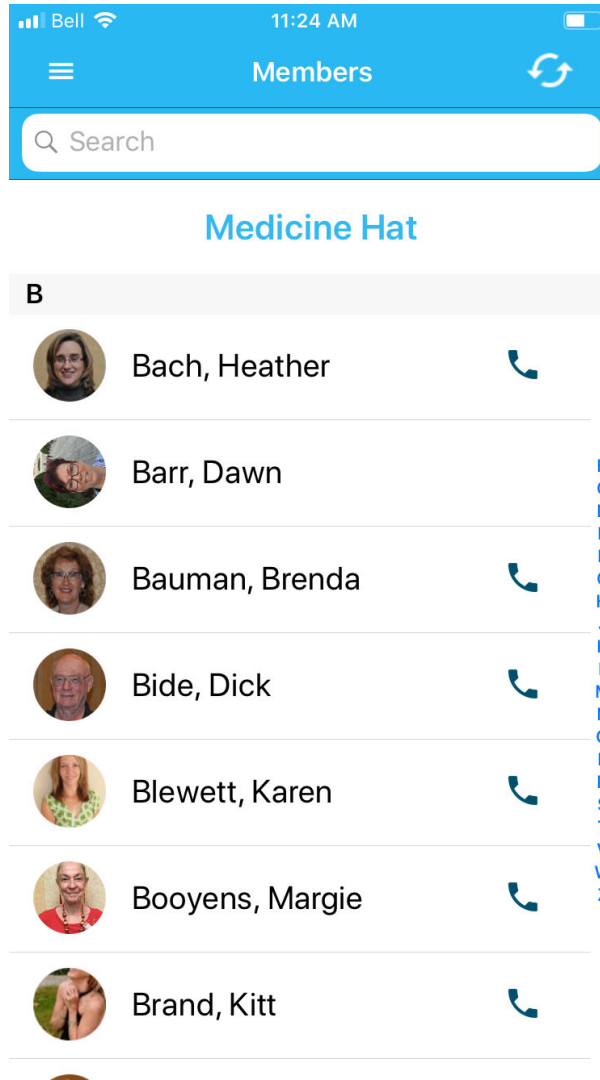 Bell 11:24 AM
Members
Search
Medicine Hat
B
Bach, Heather
Barr, Dawn
Bauman, Brenda
Bide, Dick
Blewett, Karen
Booyens, Margie
Brand, Kitt